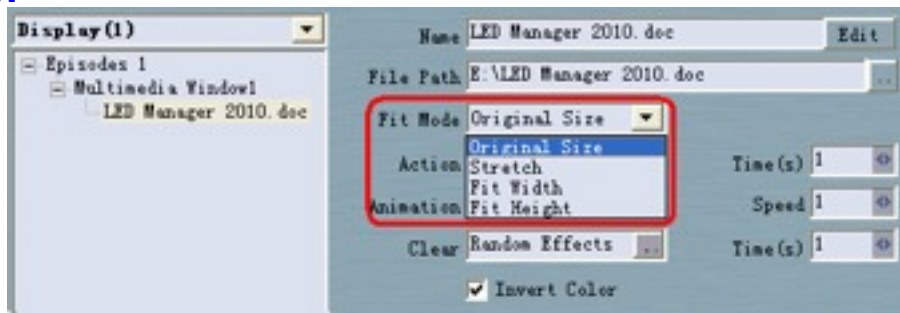 Display(1)
Episodes 1
Multimedia Window1
LED Manager 2010.doc
Name LED Manager 2010.doc Edit
File Path E:\LED Manager 2010.doc ..
Fit Mode Original Size
Original Size
Action Stretch Time(s) 1
Fit Width
Animation Fit Height Speed 1
Clear Random Effects .. Time(s) 1
Invert Color